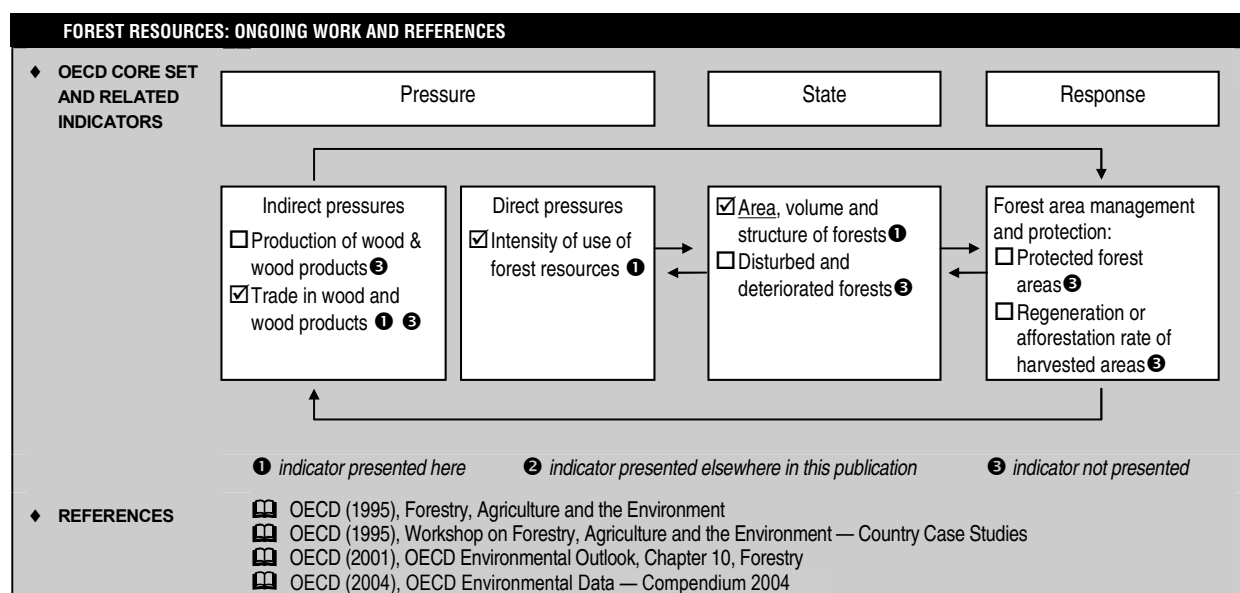 FOREST RESOURCES: ONGOING WORK AND REFERENCES
♦ OECD CORE SET
AND RELATED
INDICATORS
Pressure
State
Response
Indirect pressures
☐ Production of wood &
wood products ❸
☑ Trade in wood and
wood products ❶ ❸
Direct pressures
☑ Intensity of use of
forest resources ❶
☑ Area, volume and
structure of forests ❶
☐ Disturbed and
deteriorated forests ❸
Forest area management
and protection:
☐ Protected forest
areas ❸
☐ Regeneration or
afforestation rate of
harvested areas ❸
❶ indicator presented here ❷ indicator presented elsewhere in this publication ❸ indicator not presented
♦ REFERENCES
OECD (1995), Forestry, Agriculture and the Environment
OECD (1995), Workshop on Forestry, Agriculture and the Environment — Country Case Studies
OECD (2001), OECD Environmental Outlook, Chapter 10, Forestry
OECD (2004), OECD Environmental Data — Compendium 2004